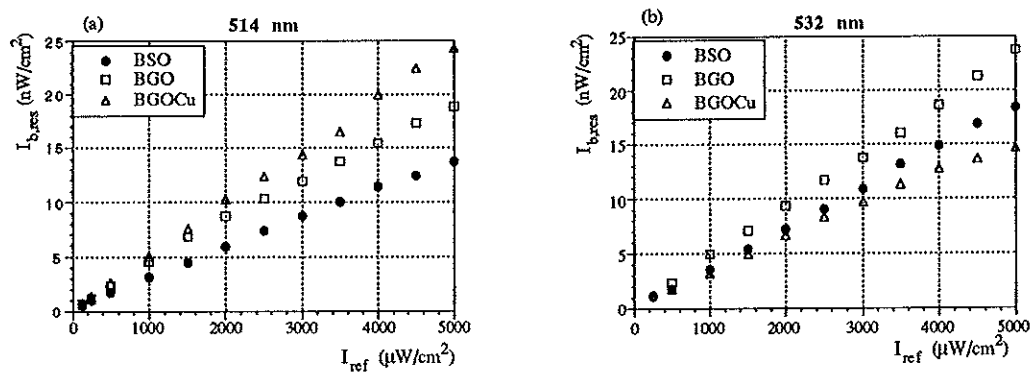 (a)
514 nm
I_b,res (nW/cm²)
25
20
15
10
5
0
BSO
BGO
BGOCu
0 1000 2000 3000 4000 5000
I_ref (μW/cm²)
(b)
532 nm
I_b,res (nW/cm²)
25
20
15
10
5
0
BSO
BGO
BGOCu
0 1000 2000 3000 4000 5000
I_ref (μW/cm²)